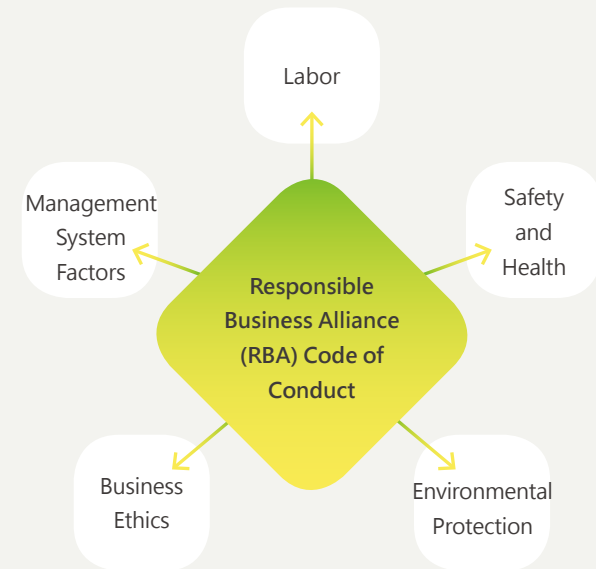 Labor
Management
System
Factors
Safety
and
Health
Responsible
Business Alliance
(RBA) Code of
Conduct
Business
Ethics
Environmental
Protection